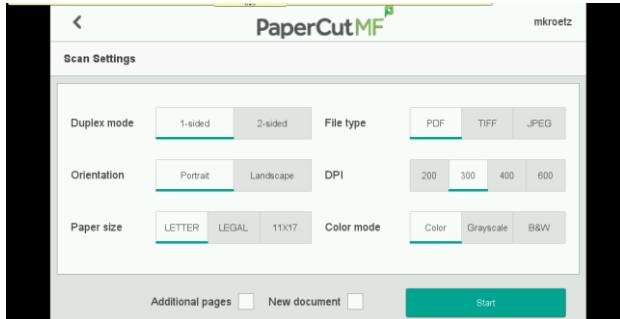 PaperCutMF P
mkroetz
Scan Settings
Duplex mode 1-sided 2-sided File type PDF TIFF JPEG
Orientation Portrait Landscape DPI 200 300 400 600
Paper size LETTER LEGAL 11X17 Color mode Color Grayscale B&W
Additional pages New document Start